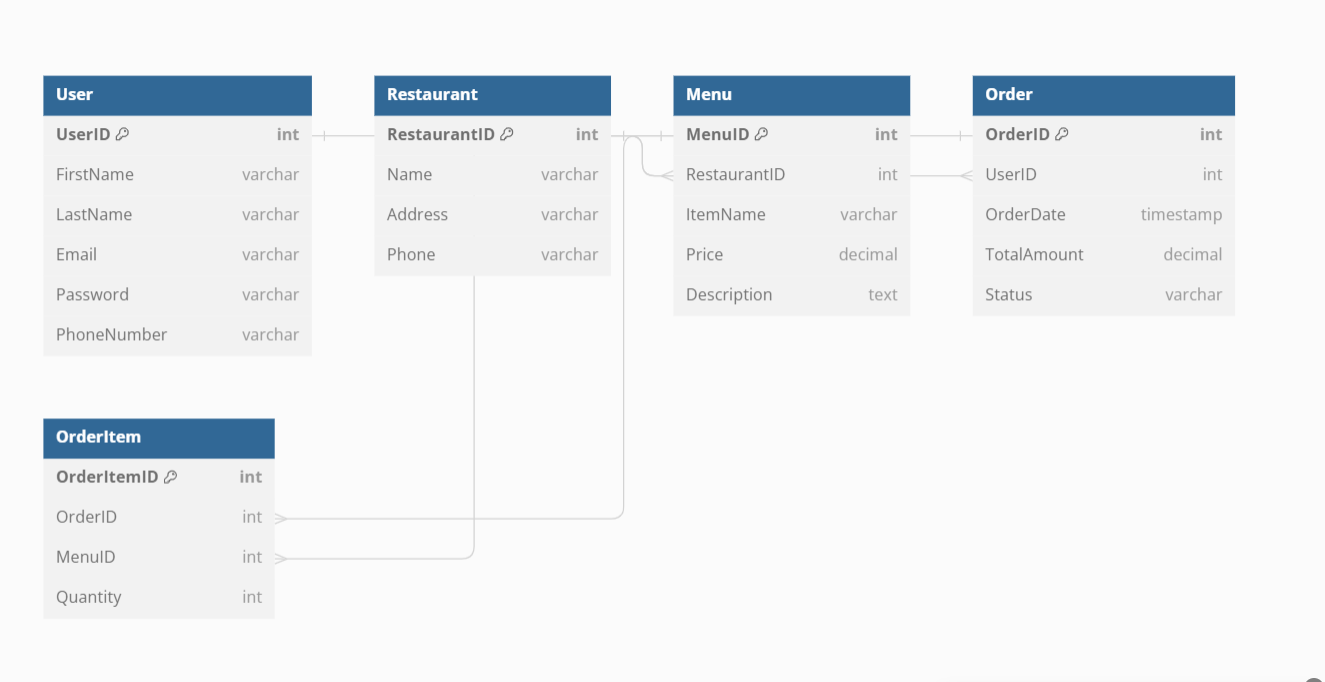 User
UserID int
FirstName varchar
LastName varchar
Email varchar
Password varchar
PhoneNumber varchar
Restaurant
RestaurantID int
Name varchar
Address varchar
Phone varchar
Menu
MenuID int
RestaurantID int
ItemName varchar
Price decimal
Description text
Order
OrderID int
UserID int
OrderDate timestamp
TotalAmount decimal
Status varchar
OrderItem
OrderItemID int
OrderID int
MenuID int
Quantity int